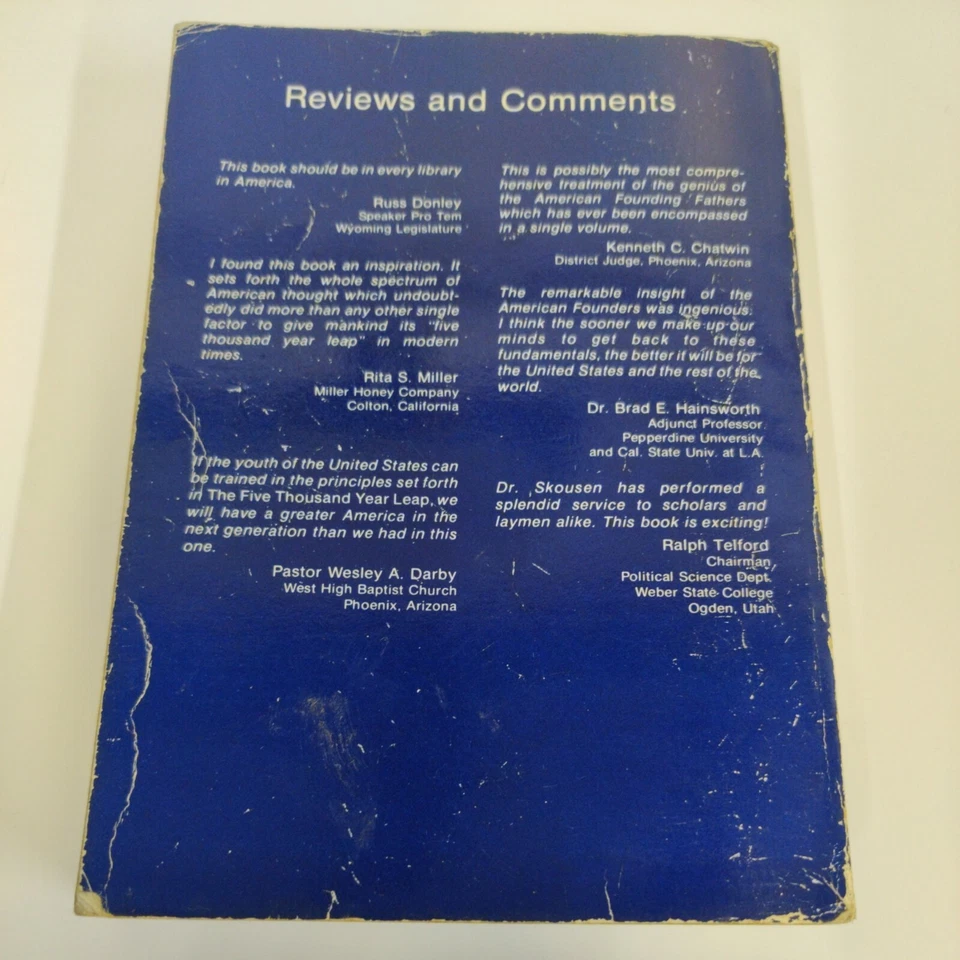 Reviews and Comments
This book should be in every library
in America.
Russ Donley
Speaker Pro Tem
Wyoming Legislature
I found this book an inspiration. It
sets forth the whole spectrum of
American thought which undoubt-
edly did more than any other single
factor to give mankind its "five
thousand year leap" in modern
times.
Rita S. Miller
Miller Honey Company
Colton, California
If the youth of the United States can
be trained in the principles set forth
in The Five Thousand Year Leap, we
will have a greater America in the
next generation than we had in this
one.
Pastor Wesley A. Darby
West High Baptist Church
Phoenix, Arizona
This is possibly the most compre-
hensive treatment of the genius of
the American Founding Fathers
which has ever been encompassed
in a single volume.
Kenneth C. Chatwin
District Judge, Phoenix, Arizona
The remarkable insight of the
American Founders was ingenious.
I think the sooner we make up our
minds to get back to these
fundamentals, the better it will be for
the United States and the rest of the
world.
Dr. Brad E. Hainsworth
Adjunct Professor
Pepperdine University
and Cal. State Univ. at L.A.
Dr. Skousen has performed a
splendid service to scholars and
laymen alike. This book is exciting!
Ralph Telford
Chairman
Political Science Dept.
Weber State College
Ogden, Utah